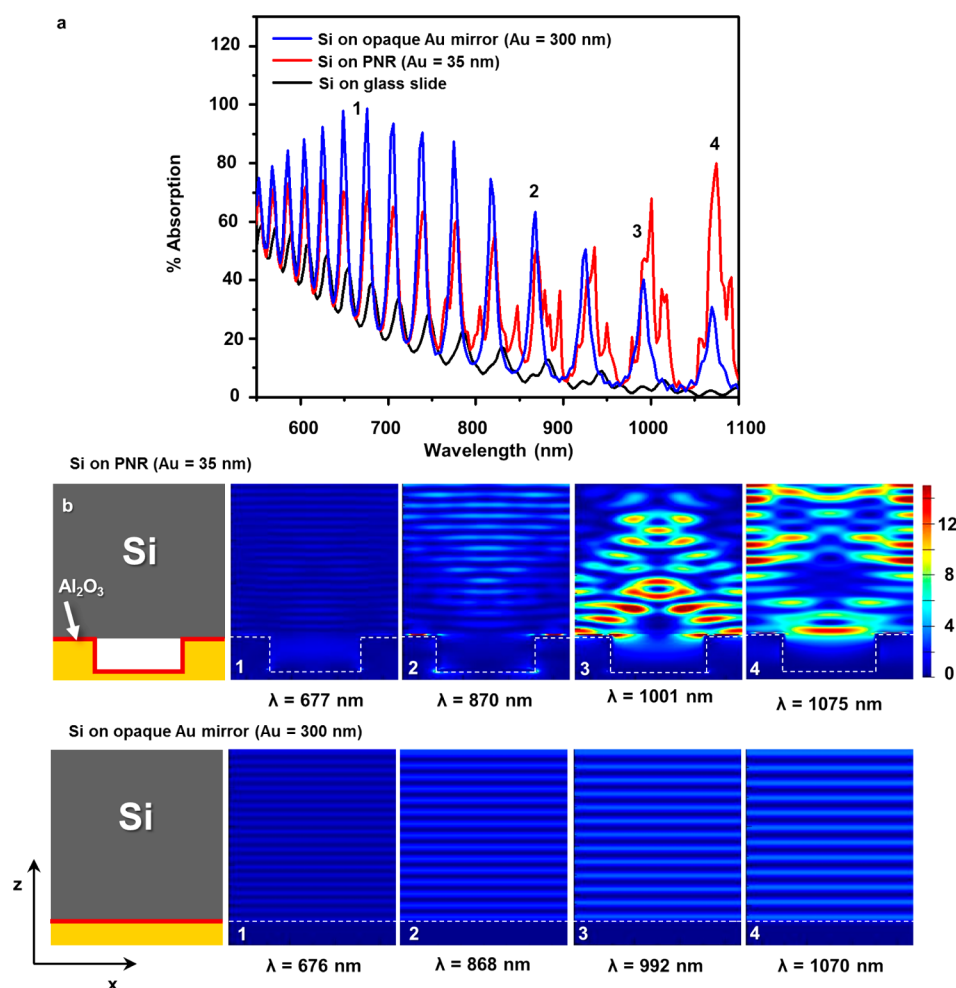 a
120
100
80
60
40
20
0
% Absorption
Si on opaque Au mirror (Au = 300 nm)
Si on PNR (Au = 35 nm)
Si on glass slide
1
2
3
4
600 700 800 900 1000 1100
Wavelength (nm)
Si on PNR (Au = 35 nm)
b
Si
Al₂O₃
1
2
3
4
12
8
4
0
λ = 677 nm
λ = 870 nm
λ = 1001 nm
λ = 1075 nm
Si on opaque Au mirror (Au = 300 nm)
Si
z
x
1
2
3
4
λ = 676 nm
λ = 868 nm
λ = 992 nm
λ = 1070 nm